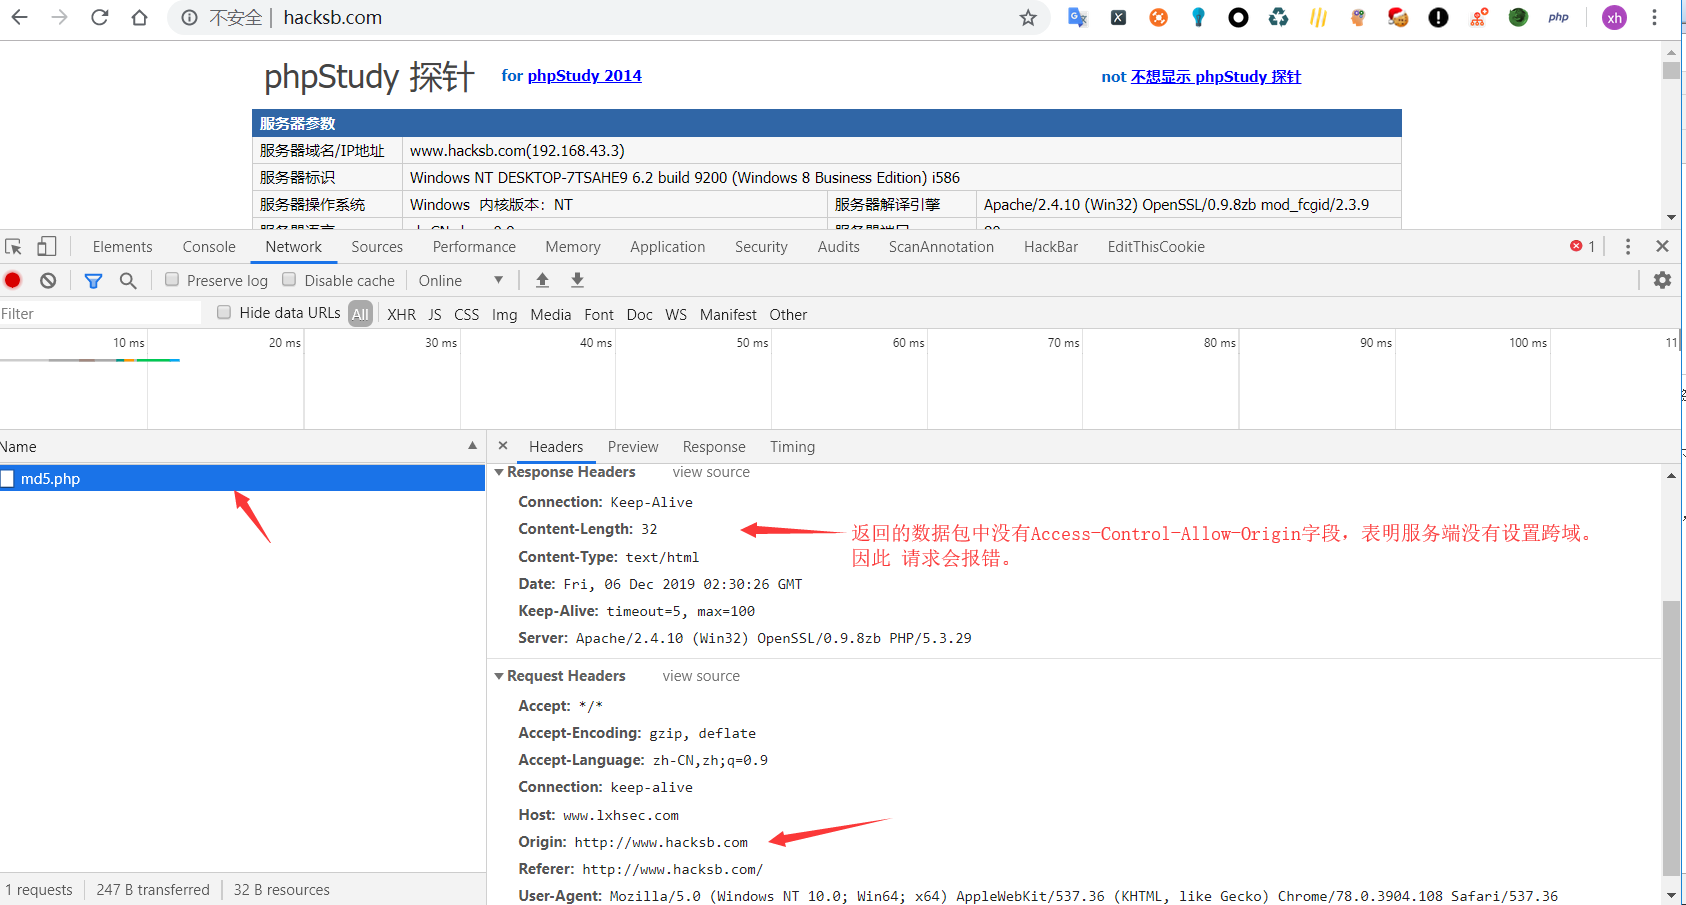 不安全 hacksb.com
php
xh
phpStudy 探针 for phpStudy 2014 not 不想显示 phpStudy 探针
服务器参数
服务器域名/IP地址 www.hacksb.com(192.168.43.3)
服务器标识 Windows NT DESKTOP-7TSAHE9 6.2 build 9200 (Windows 8 Business Edition) i586
服务器操作系统 Windows 内核版本：NT 服务器解译引擎 Apache/2.4.10 (Win32) OpenSSL/0.9.8zb mod_fcgid/2.3.9
Elements Console Network Sources Performance Memory Application Security Audits ScanAnnotation HackBar EditThisCookie 1
Preserve log Disable cache Online
Filter Hide data URLs All XHR JS CSS Img Media Font Doc WS Manifest Other
10 ms 20 ms 30 ms 40 ms 50 ms 60 ms 70 ms 80 ms 90 ms 100 ms 11
Name
md5.php
Headers Preview Response Timing
Response Headers view source
Connection: Keep-Alive
Content-Length: 32
返回的数据包中没有Access-Control-Allow-Origin字段，表明服务端没有设置跨域。
因此 请求会报错。
Content-Type: text/html
Date: Fri, 06 Dec 2019 02:30:26 GMT
Keep-Alive: timeout=5, max=100
Server: Apache/2.4.10 (Win32) OpenSSL/0.9.8zb PHP/5.3.29
Request Headers view source
Accept: */*
Accept-Encoding: gzip, deflate
Accept-Language: zh-CN,zh;q=0.9
Connection: keep-alive
Host: www.lxhsec.com
Origin: http://www.hacksb.com
Referer: http://www.hacksb.com/
User-Agent: Mozilla/5.0 (Windows NT 10.0; Win64; x64) AppleWebKit/537.36 (KHTML, like Gecko) Chrome/78.0.3904.108 Safari/537.36
1 requests 247 B transferred 32 B resources